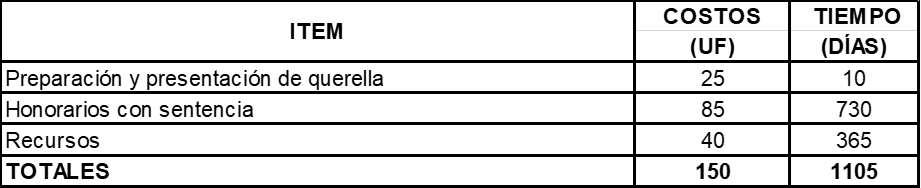 ITEM COSTOS (UF) TIEMPO (DÍAS)
Preparación y presentación de querella 25 10
Honorarios con sentencia 85 730
Recursos 40 365
TOTALES 150 1105